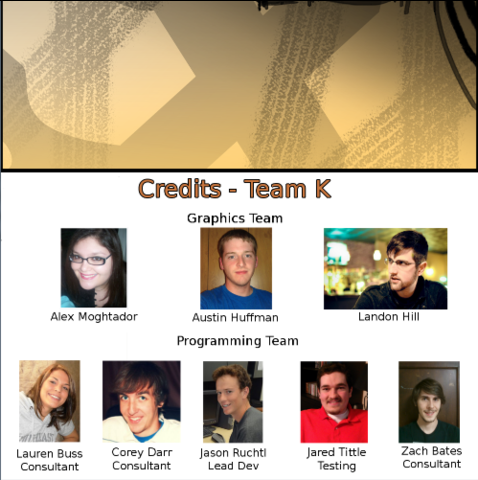 Credits - Team K
Graphics Team
Alex Moghtador
Austin Huffman
Landon Hill
Programming Team
Lauren Buss
Consultant
Corey Darr
Consultant
Jason Ruchtl
Lead Dev
Jared Tittle
Testing
Zach Bates
Consultant